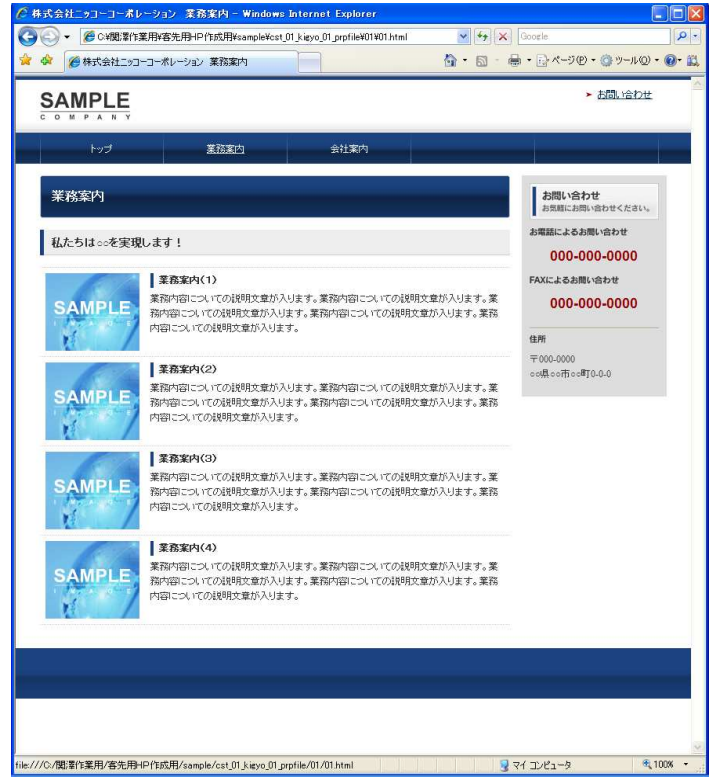 株式会社ニッコーコーポレーション 業務案内 - Windows Internet Explorer
C:¥関澤作業用¥客先用HP作成用¥sample¥cst_01_kigyo_01_prpfile¥01¥01.html
Google
株式会社ニッコーコーポレーション 業務案内
ページ(P)
ツール(O)
SAMPLE
COMPANY
お問い合わせ
トップ
業務案内
会社案内
業務案内
私たちは○○を実現します！
SAMPLE
IMAGE
業務案内(1)
業務内容についての説明文章が入ります。業務内容についての説明文章が入ります。業
務内容についての説明文章が入ります。業務内容についての説明文章が入ります。業務
内容についての説明文章が入ります。
SAMPLE
IMAGE
業務案内(2)
業務内容についての説明文章が入ります。業務内容についての説明文章が入ります。業
務内容についての説明文章が入ります。業務内容についての説明文章が入ります。業務
内容についての説明文章が入ります。
SAMPLE
IMAGE
業務案内(3)
業務内容についての説明文章が入ります。業務内容についての説明文章が入ります。業
務内容についての説明文章が入ります。業務内容についての説明文章が入ります。業務
内容についての説明文章が入ります。
SAMPLE
IMAGE
業務案内(4)
業務内容についての説明文章が入ります。業務内容についての説明文章が入ります。業
務内容についての説明文章が入ります。業務内容についての説明文章が入ります。業務
内容についての説明文章が入ります。
お問い合わせ
お気軽にお問い合わせください。
お電話によるお問い合わせ
000-000-0000
FAXによるお問い合わせ
000-000-0000
住所
〒000-0000
○○県○○市○○町0-0-0
file:///C:/関澤作業用/客先用HP作成用/sample/cst_01_kigyo_01_prpfile/01/01.html
マイ コンピュータ
100%